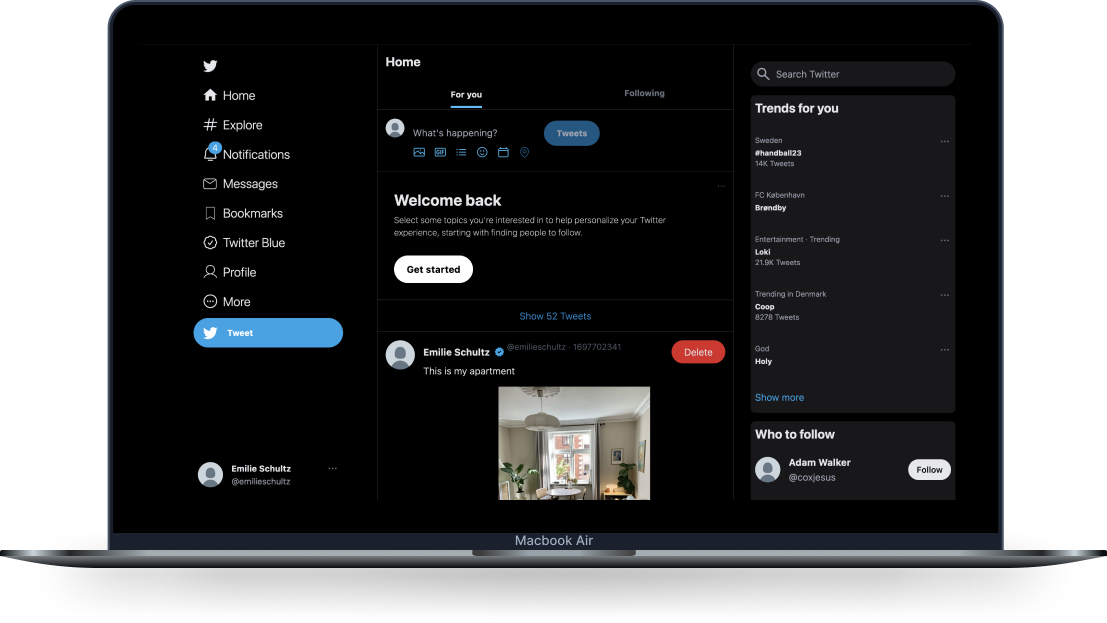 Home
Explore
4
Notifications
Messages
Bookmarks
Twitter Blue
Profile
More
Tweet
Emilie Schultz
@emilieschultz
Home
For you
Following
What's happening?
Tweets
GIF
Welcome back
Select some topics you're interested in to help personalize your Twitter
experience, starting with finding people to follow.
Get started
Show 52 Tweets
Emilie Schultz @emilieschultz · 1697702341
Delete
This is my apartment
Search Twitter
Trends for you
Sweden
#handball23
14K Tweets
FC København
Brøndby
Entertainment · Trending
Loki
21.9K Tweets
Trending in Denmark
Coop
8278 Tweets
God
Holy
Show more
Who to follow
Adam Walker
@coxjesus
Follow
Macbook Air